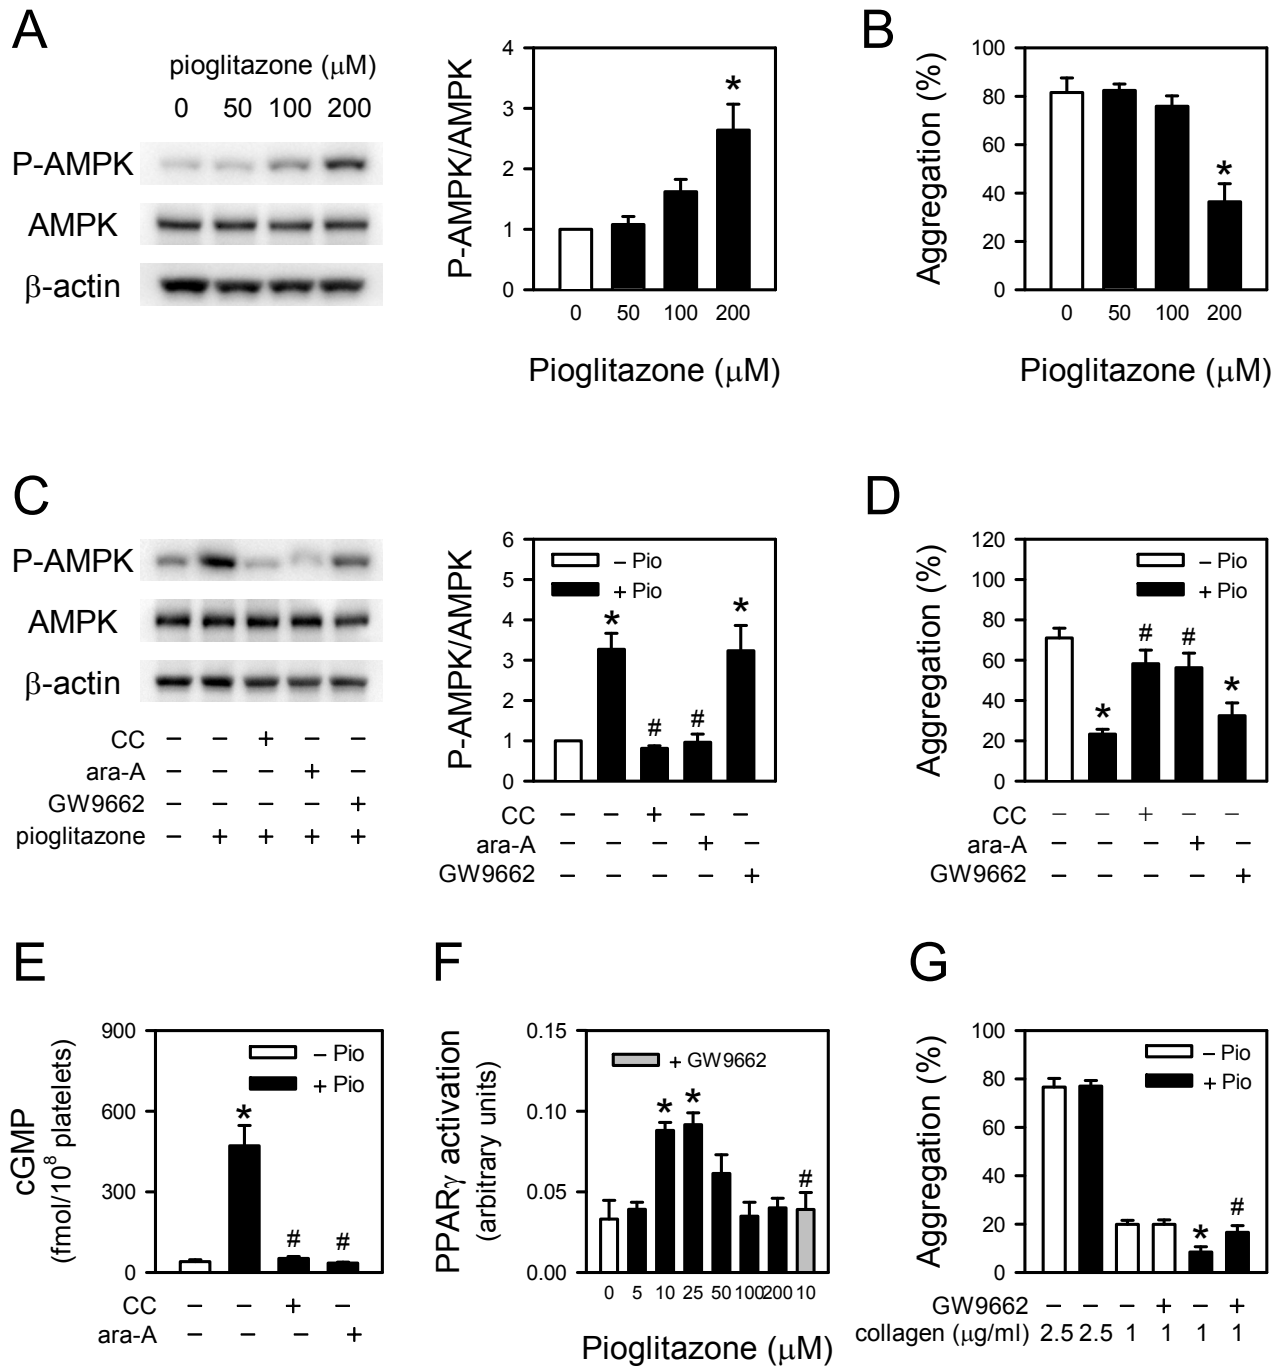 A
pioglitazone (μM)
0 50 100 200
P-AMPK
AMPK
β-actin
P-AMPK/AMPK
4
3
2
1
0
*
0 50 100 200
Pioglitazone (μM)
B
Aggregation (%)
100
80
60
40
20
0
*
0 50 100 200
Pioglitazone (μM)
C
P-AMPK
AMPK
β-actin
CC − − + − −
ara-A − − − + −
GW9662 − − − − +
pioglitazone − + + + +
P-AMPK/AMPK
6
5
4
3
2
1
0
− Pio
+ Pio
* # # *
CC − − + − −
ara-A − − − + −
GW9662 − − − − +
D
Aggregation (%)
120
100
80
60
40
20
0
− Pio
+ Pio
* # # *
CC − − + − −
ara-A − − − + −
GW9662 − − − − +
E
cGMP
(fmol/10⁸ platelets)
900
600
300
0
− Pio
+ Pio
* # #
CC − − + −
ara-A − − − +
F
PPARγ activation
(arbitrary units)
0.15
0.10
0.05
0.00
+ GW9662
* * #
0 5 10 25 50 100 200 10
Pioglitazone (μM)
G
Aggregation (%)
100
80
60
40
20
0
− Pio
+ Pio
* #
GW9662 − − − + − +
collagen (μg/ml) 2.5 2.5 1 1 1 1